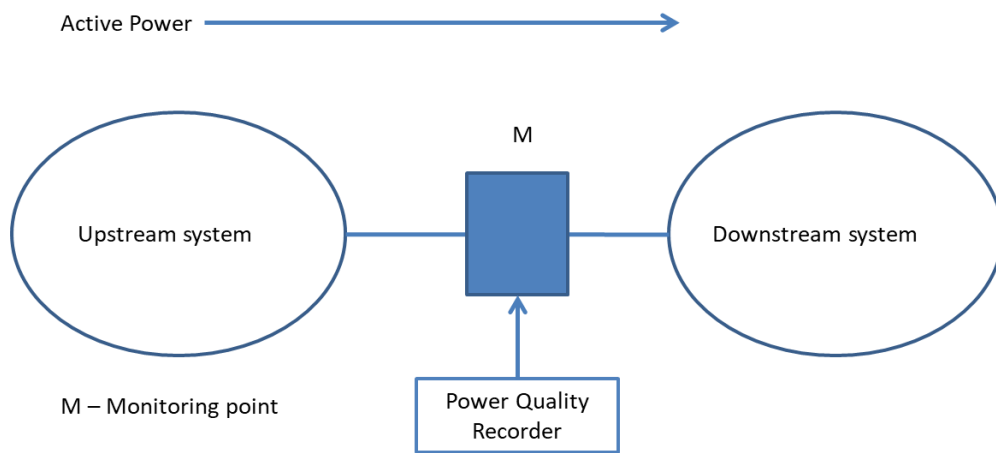 Active Power
M
Upstream system
Downstream system
M – Monitoring point
Power Quality
Recorder